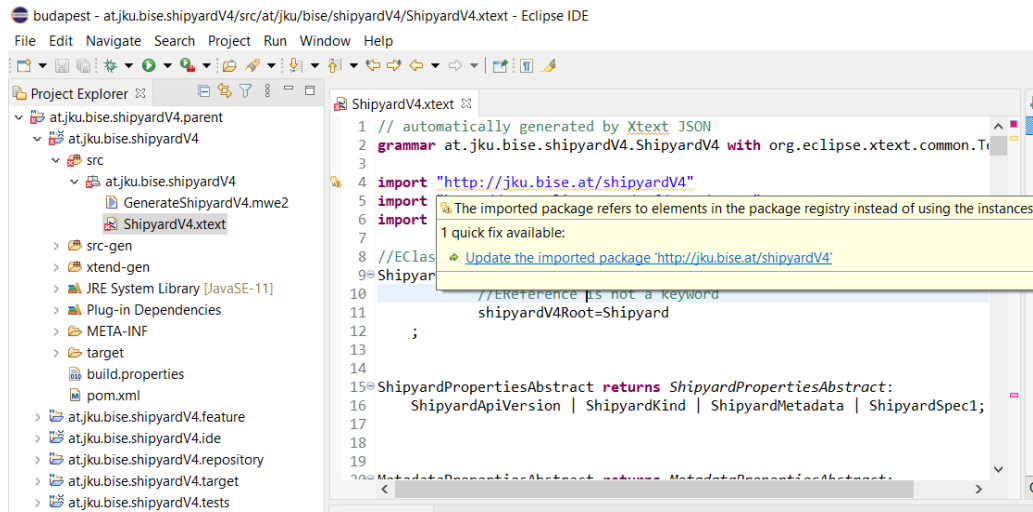 budapest - at.jku.bise.shipyardV4/src/at/jku/bise/shipyardV4/ShipyardV4.xtext - Eclipse IDE
File Edit Navigate Search Project Run Window Help
Project Explorer
at.jku.bise.shipyardV4.parent
at.jku.bise.shipyardV4
src
at.jku.bise.shipyardV4
GenerateShipyardV4.mwe2
ShipyardV4.xtext
src-gen
xtend-gen
JRE System Library [JavaSE-11]
Plug-in Dependencies
META-INF
target
build.properties
pom.xml
at.jku.bise.shipyardV4.feature
at.jku.bise.shipyardV4.ide
at.jku.bise.shipyardV4.repository
at.jku.bise.shipyardV4.target
at.jku.bise.shipyardV4.tests
ShipyardV4.xtext
1 // automatically generated by Xtext JSON
2 grammar at.jku.bise.shipyardV4.ShipyardV4 with org.eclipse.xtext.common.Te
3
4 import "http://jku.bise.at/shipyardV4"
5 import
6 import
The imported package refers to elements in the package registry instead of using the instances
1 quick fix available:
Update the imported package 'http://jku.bise.at/shipyardV4'
7
8 //EClas
9 Shipyar
10 //EReference is not a keyword
11 shipyardV4Root=Shipyard
12 ;
13
14
15 ShipyardPropertiesAbstract returns ShipyardPropertiesAbstract:
16 ShipyardApiVersion | ShipyardKind | ShipyardMetadata | ShipyardSpec1;
17
18
19
20 MetadataPropertiesAbstract returns MetadataPropertiesAbstract: